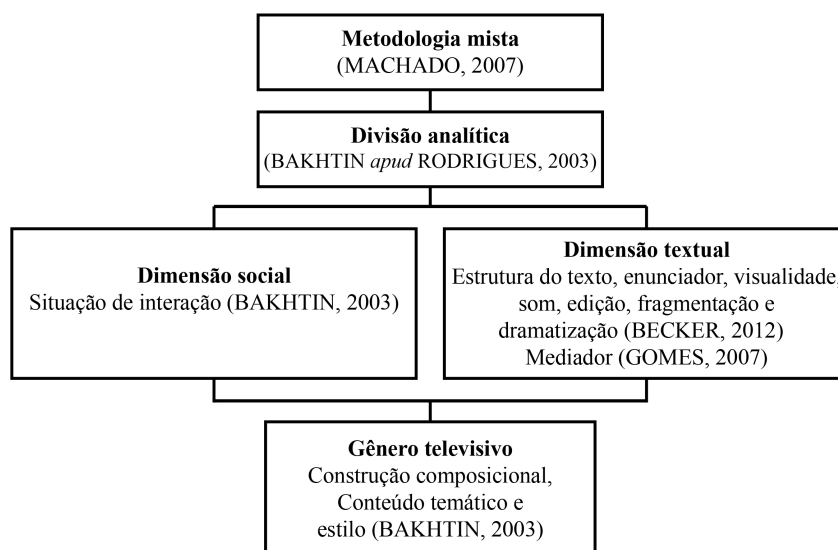 Metodologia mista
(MACHADO, 2007)
Divisão analítica
(BAKHTIN apud RODRIGUES, 2003)
Dimensão social
Situação de interação (BAKHTIN, 2003)
Dimensão textual
Estrutura do texto, enunciador, visualidade,
som, edição, fragmentação e
dramatização (BECKER, 2012)
Mediador (GOMES, 2007)
Gênero televisivo
Construção composicional,
Conteúdo temático e
estilo (BAKHTIN, 2003)